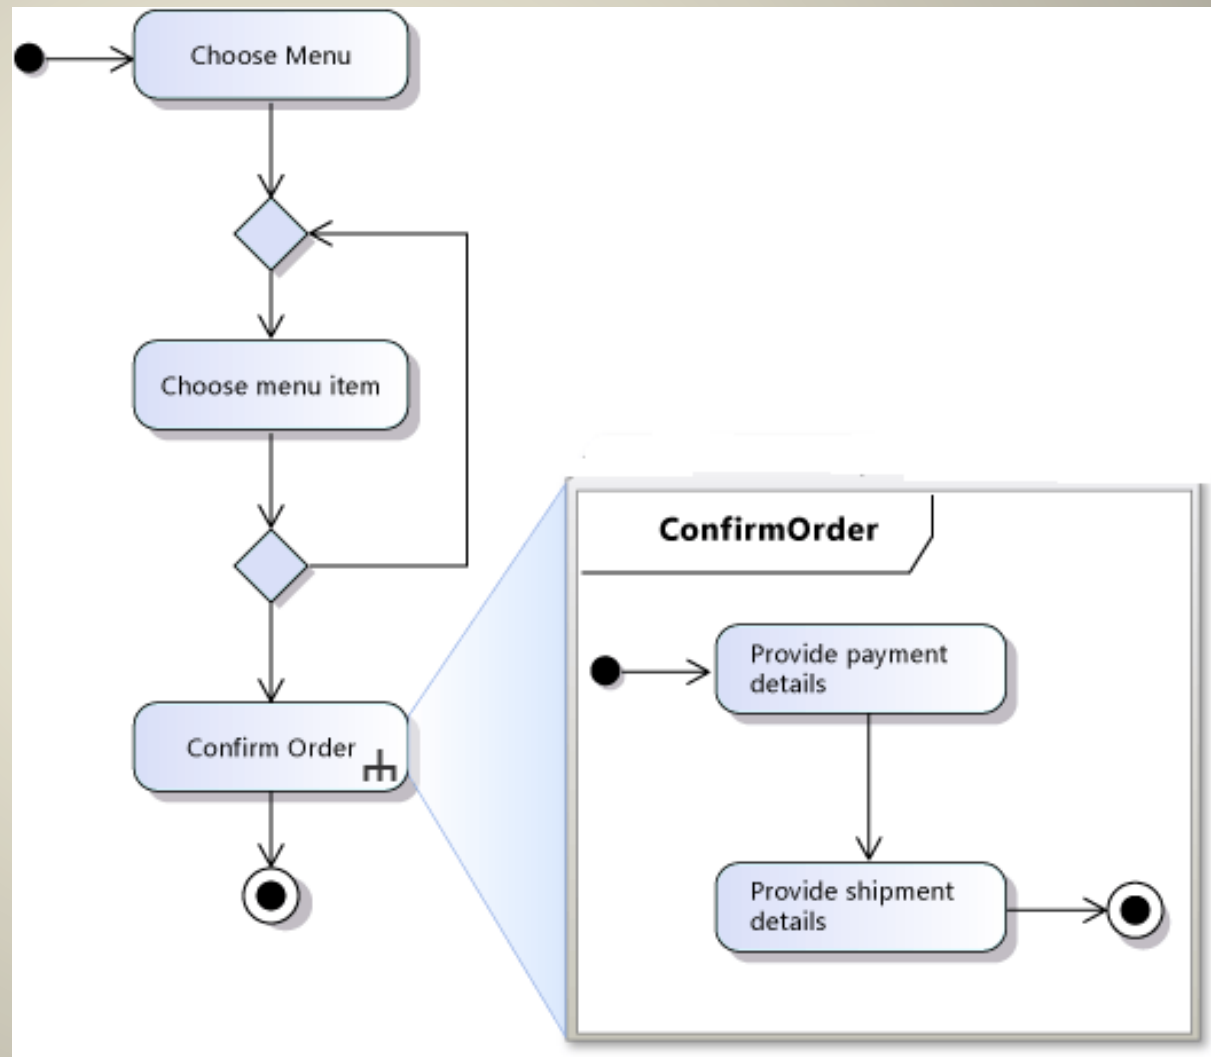 Choose Menu
Choose menu item
Confirm Order
ConfirmOrder
Provide payment
details
Provide shipment
details